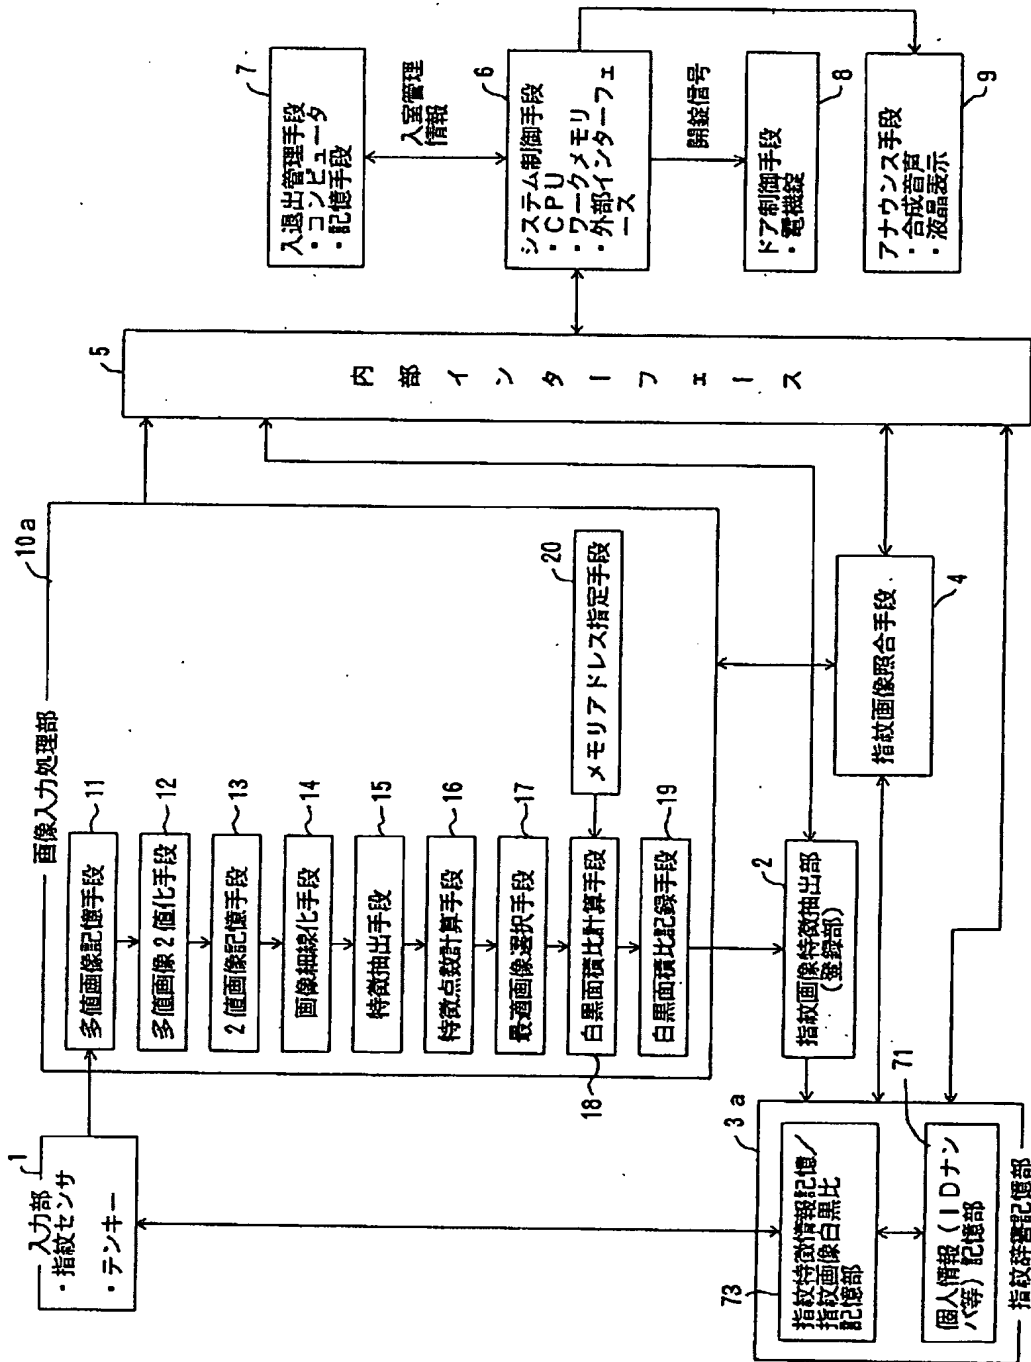 入力部
・指紋センサ
・テンキー
1
画像入力処理部
10a
多値画像記憶手段
11
多値画像2値化手段
12
2値画像記憶手段
13
画像細線化手段
14
特徴抽出手段
15
特徴点数計算手段
16
最適画像選択手段
17
白黒面積比計算手段
18
白黒面積比記録手段
19
メモリアドレス指定手段
20
指紋画像特徴抽出部
(登録部)
2
指紋画像照合手段
4
指紋特徴情報記憶/
指紋画像白黒比
記憶部
73
個人情報(IDナン
バ等)記憶部
71
3a
指紋辞書記憶部
内部インターフェース
5
入退出管理手段
・コンピュータ
・記憶手段
7
入室管理
情報
システム制御手段
・CPU
・ワークメモリ
・外部インターフェ
ース
6
開錠信号
ドア制御手段
・電機錠
8
アナウンス手段
・合成音声
・液晶表示
9